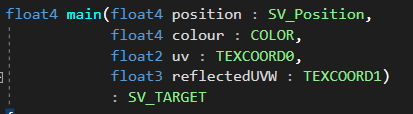 float4 main(float4 position : SV_Position,
float4 colour : COLOR,
float2 uv : TEXCOORD0,
float3 reflectedUVW : TEXCOORD1)
: SV_TARGET